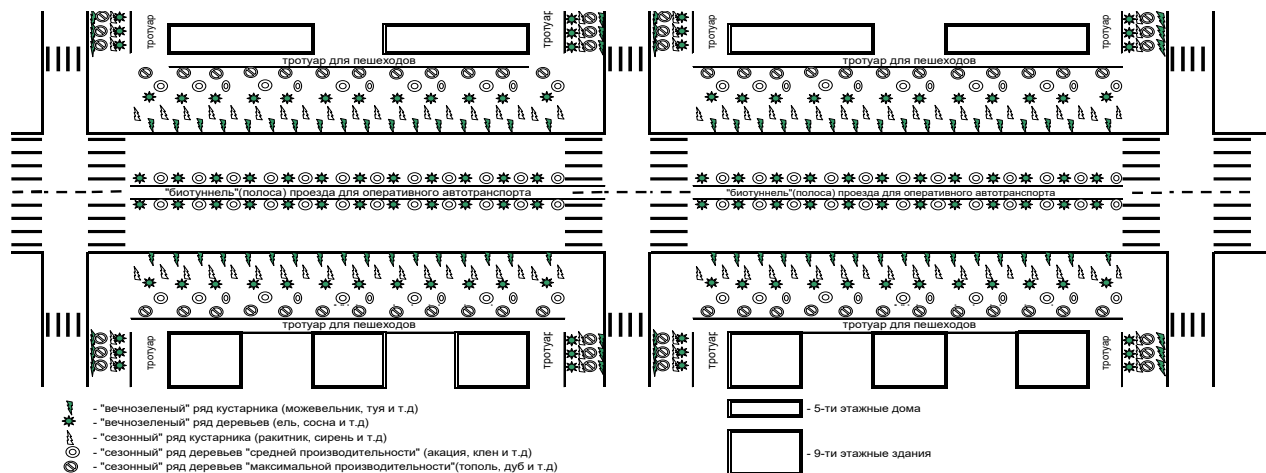 тротуар
тротуар
тротуар
тротуар
тротуар для пешеходов
тротуар для пешеходов
"биотуннель"(полоса) проезда для оперативного автотранспорта
"биотуннель"(полоса) проезда для оперативного автотранспорта
тротуар для пешеходов
тротуар для пешеходов
тротуар
тротуар
тротуар
тротуар
- "вечнозеленый" ряд кустарника (можевельник, туя и т.д)
- "вечнозеленый" ряд деревьев (ель, сосна и т.д)
- "сезонный" ряд кустарника (ракитник, сирень и т.д)
- "сезонный" ряд деревьев "средней производительности" (акация, клен и т.д)
- "сезонный" ряд деревьев "максимальной производительности"(тополь, дуб и т.д)
- 5-ти этажные дома
- 9-ти этажные здания